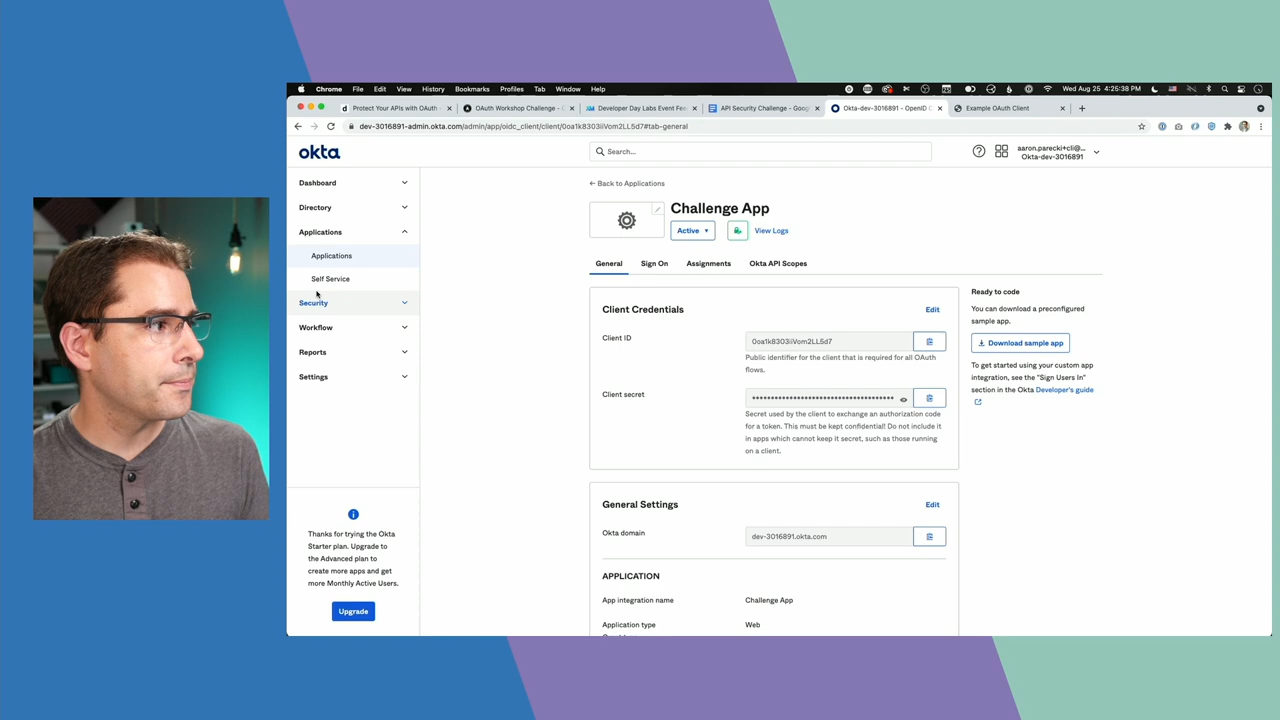 Chrome File Edit View History Bookmarks Profiles Tab Window Help Wed Aug 25 4:25:38 PM
Protect Your APIs with OAuth OAuth Workshop Challenge - Developer Day Labs Event Fee API Security Challenge - Goog Okta-dev-3016891 - OpenID C Example OAuth Client
dev-3016891-admin.okta.com/admin/app/oidc_client/client/0oa1k8303iiVom2LL5d7#tab-general
okta
Search...
aaron.parecki+cli@...
Okta-dev-3016891
Dashboard
Directory
Applications
Applications
Self Service
Security
Workflow
Reports
Settings
Thanks for trying the Okta
Starter plan. Upgrade to
the Advanced plan to
create more apps and get
more Monthly Active Users.
Upgrade
← Back to Applications
Challenge App
Active ▾ View Logs
General Sign On Assignments Okta API Scopes
Client Credentials Edit
Client ID 0oa1k8303iiVom2LL5d7
Public identifier for the client that is required for all OAuth
flows.
Client secret ••••••••••••••••••••••••••••••••••••••••
Secret used by the client to exchange an authorization code
for a token. This must be kept confidential! Do not include it
in apps which cannot keep it secret, such as those running
on a client.
General Settings Edit
Okta domain dev-3016891.okta.com
APPLICATION
App integration name Challenge App
Application type Web
Ready to code
You can download a preconfigured
sample app.
Download sample app
To get started using your custom app
integration, see the "Sign Users In"
section in the Okta Developer's guide